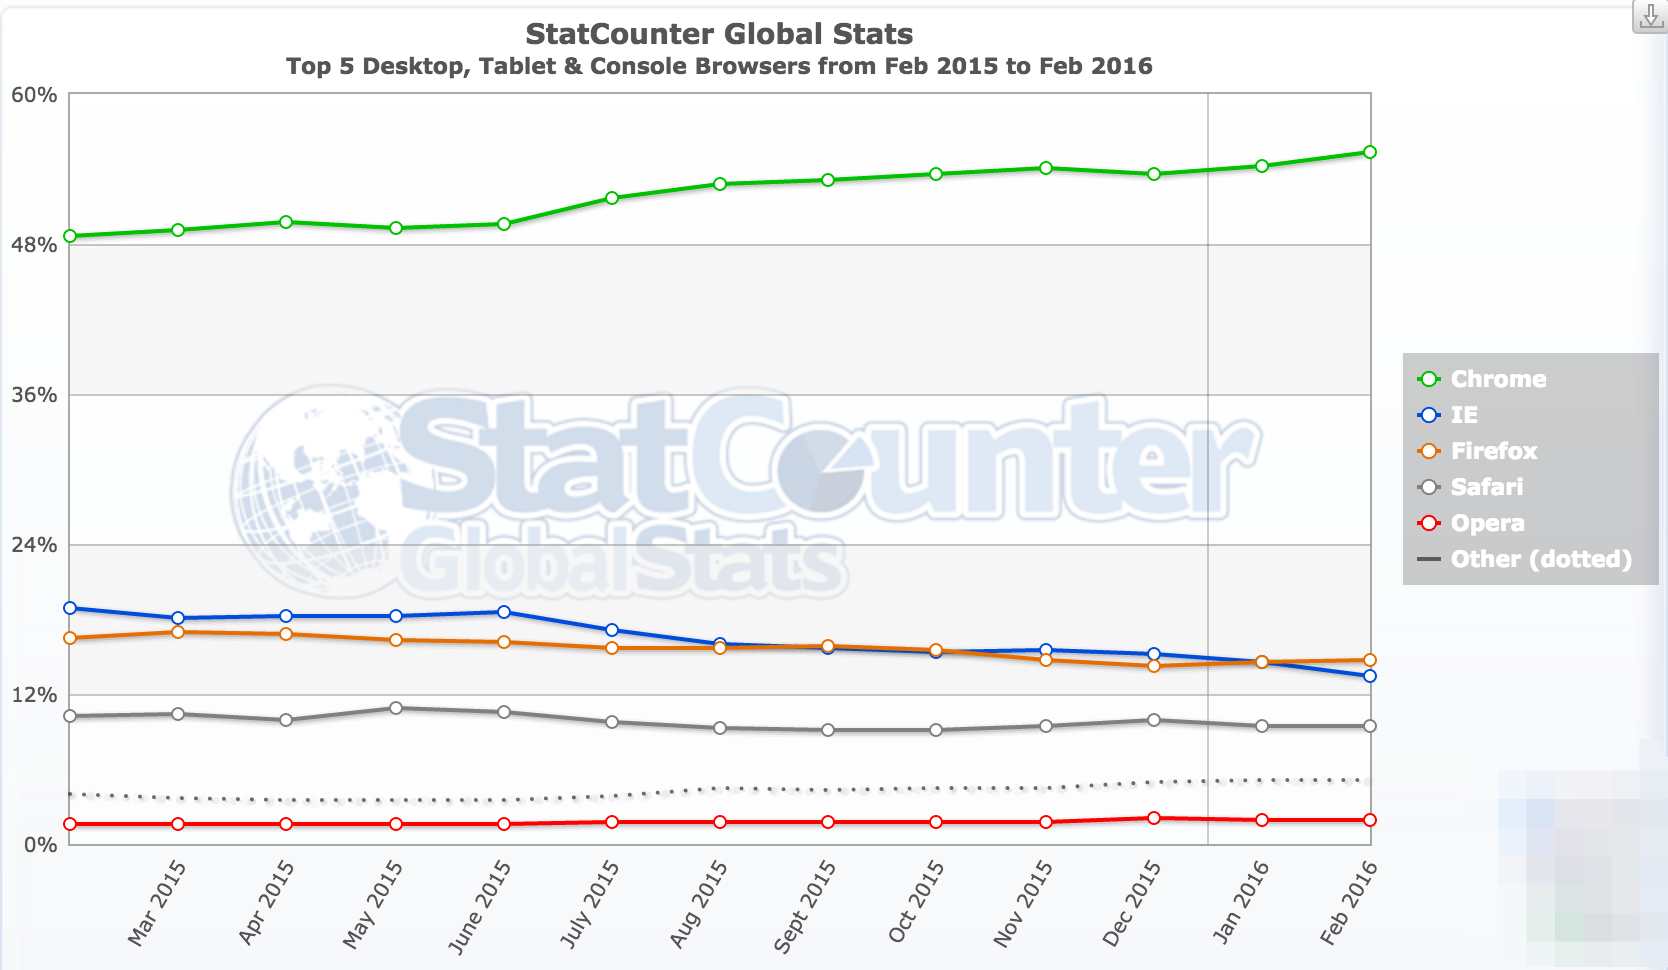 StatCounter Global Stats
Top 5 Desktop, Tablet & Console Browsers from Feb 2015 to Feb 2016
60%
48%
36%
24%
12%
0%
StatCounter
GlobalStats
Chrome
IE
Firefox
Safari
Opera
Other (dotted)
Mar 2015
Apr 2015
May 2015
June 2015
July 2015
Aug 2015
Sept 2015
Oct 2015
Nov 2015
Dec 2015
Jan 2016
Feb 2016